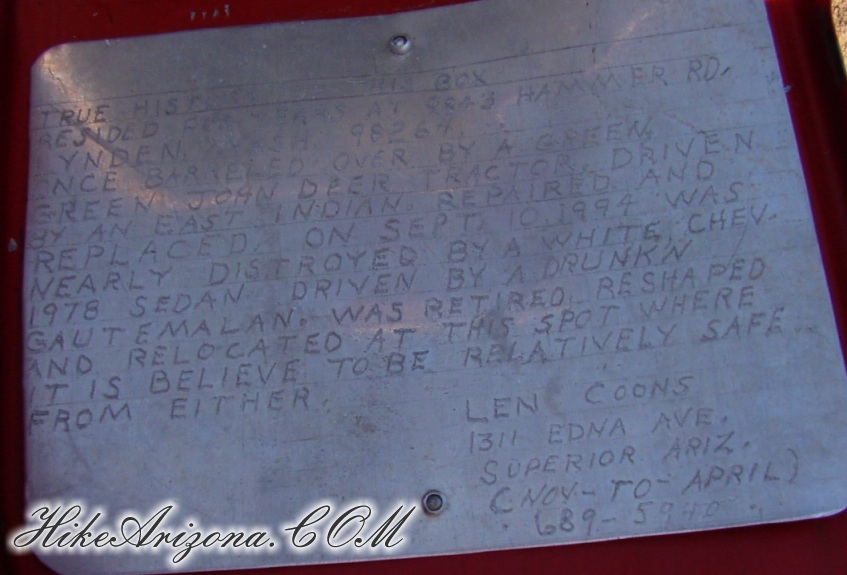 TRUE HIS BOX
RESIDED AT 9843 HAMMER RD.
LYNDEN, 98264.
ONCE BARRELED OVER BY A GREEN,
GREEN JOHN DEER TRACTOR, DRIVEN
BY AN EAST INDIAN. REPAIRED AND
REPLACED. ON SEPT. 10, 1994 WAS
NEARLY DISTROYED BY A WHITE, CHEV.
1978 SEDAN DRIVEN BY A DRUNKN
GAUTEMALAN. WAS RETIRED, RESHAPED
AND RELOCATED AT THIS SPOT WHERE
IT IS BELIEVE TO BE RELATIVELY SAFE
FROM EITHER.
LEN COONS
1311 EDNA AVE.
SUPERIOR ARIZ.
(NOV- TO- APRIL)
689-5940
HikeArizona.COM